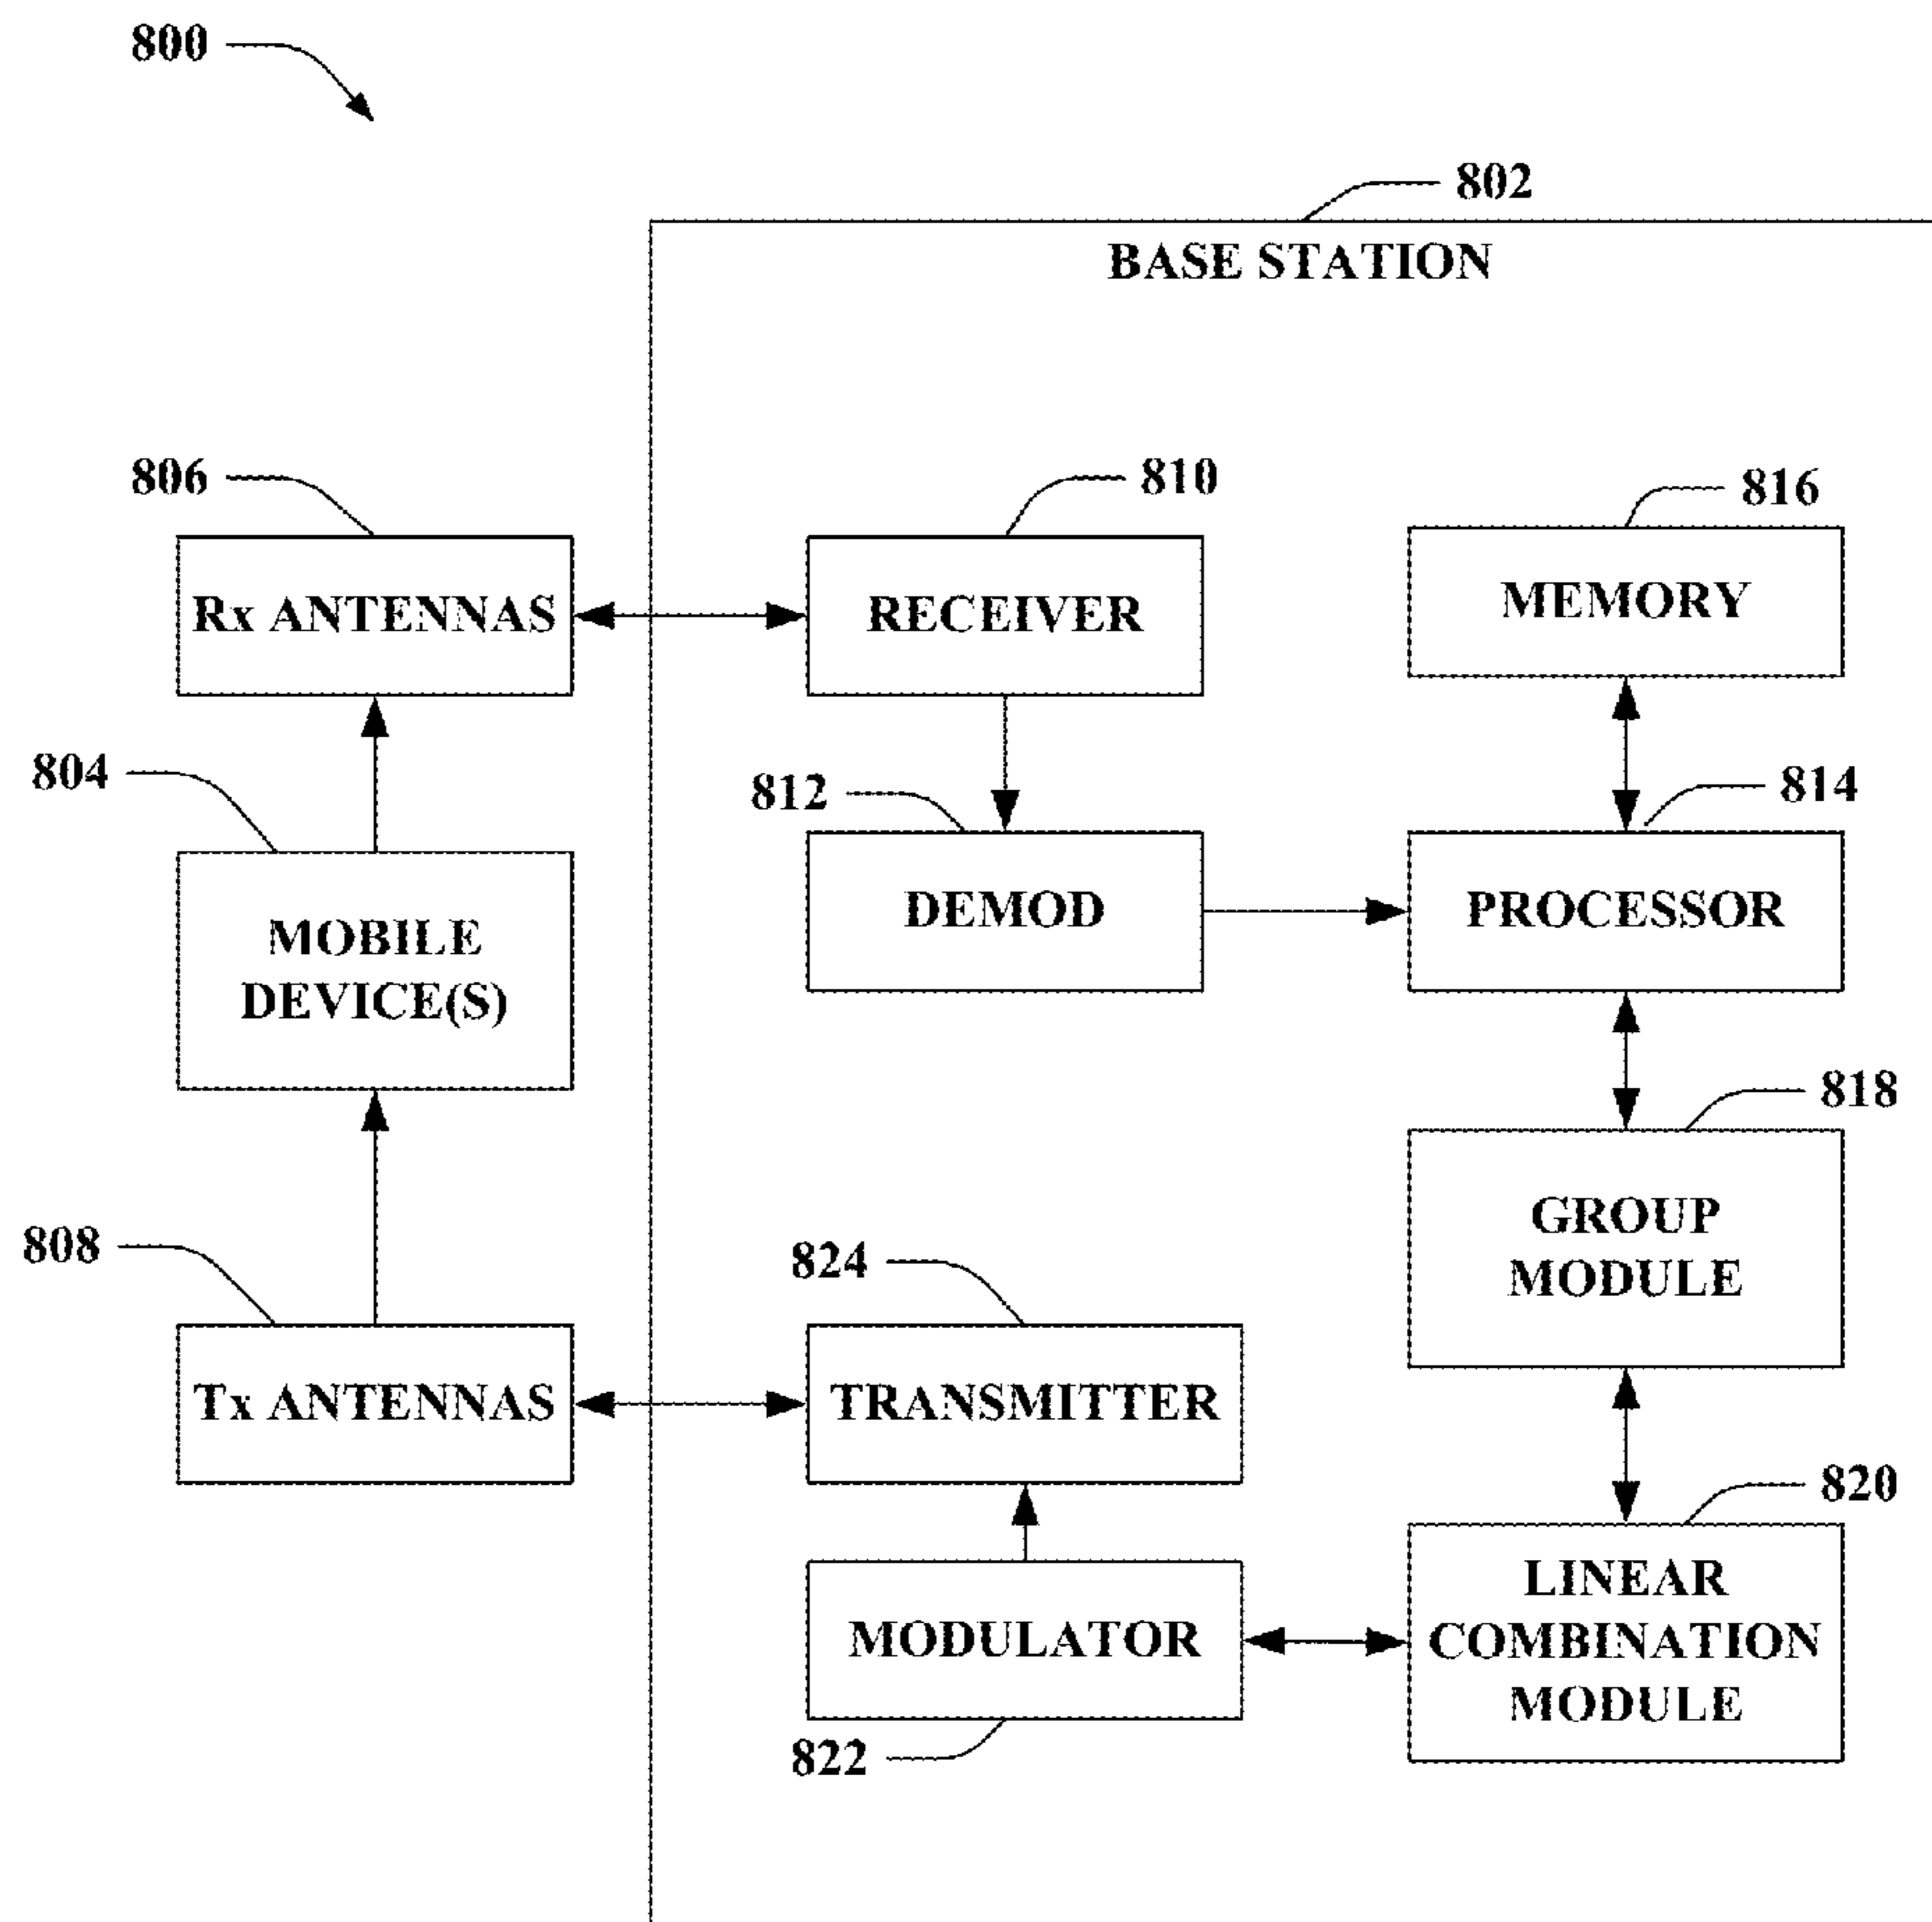 800
802
BASE STATION
806
810
816
Rx ANTENNAS
RECEIVER
MEMORY
804
812
814
MOBILE
DEVICE(S)
DEMOD
PROCESSOR
818
808
824
GROUP
MODULE
Tx ANTENNAS
TRANSMITTER
820
MODULATOR
LINEAR
COMBINATION
MODULE
822